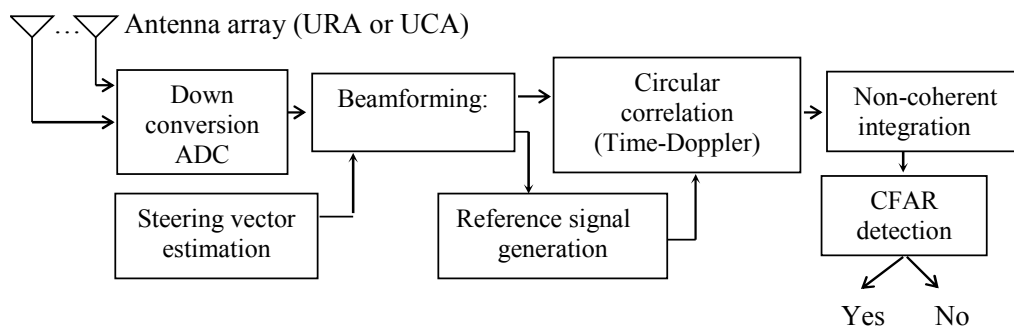 … Antenna array (URA or UCA)
Down
conversion
ADC
Beamforming:
Circular
correlation
(Time-Doppler)
Non-coherent
integration
Steering vector
estimation
Reference signal
generation
CFAR
detection
Yes No